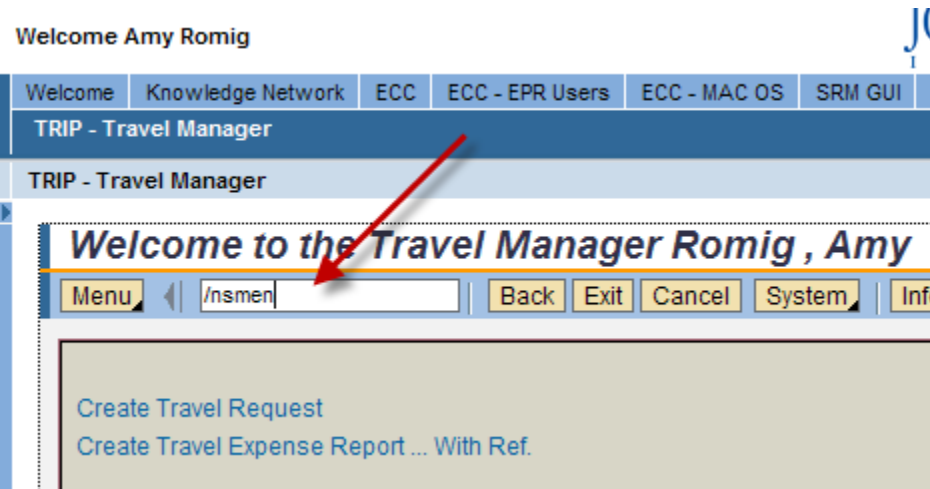 Welcome Amy Romig
Welcome Knowledge Network ECC ECC - EPR Users ECC - MAC OS SRM GUI
TRIP - Travel Manager
TRIP - Travel Manager
Welcome to the Travel Manager Romig , Amy
Menu /nsmen Back Exit Cancel System
Create Travel Request
Create Travel Expense Report ... With Ref.